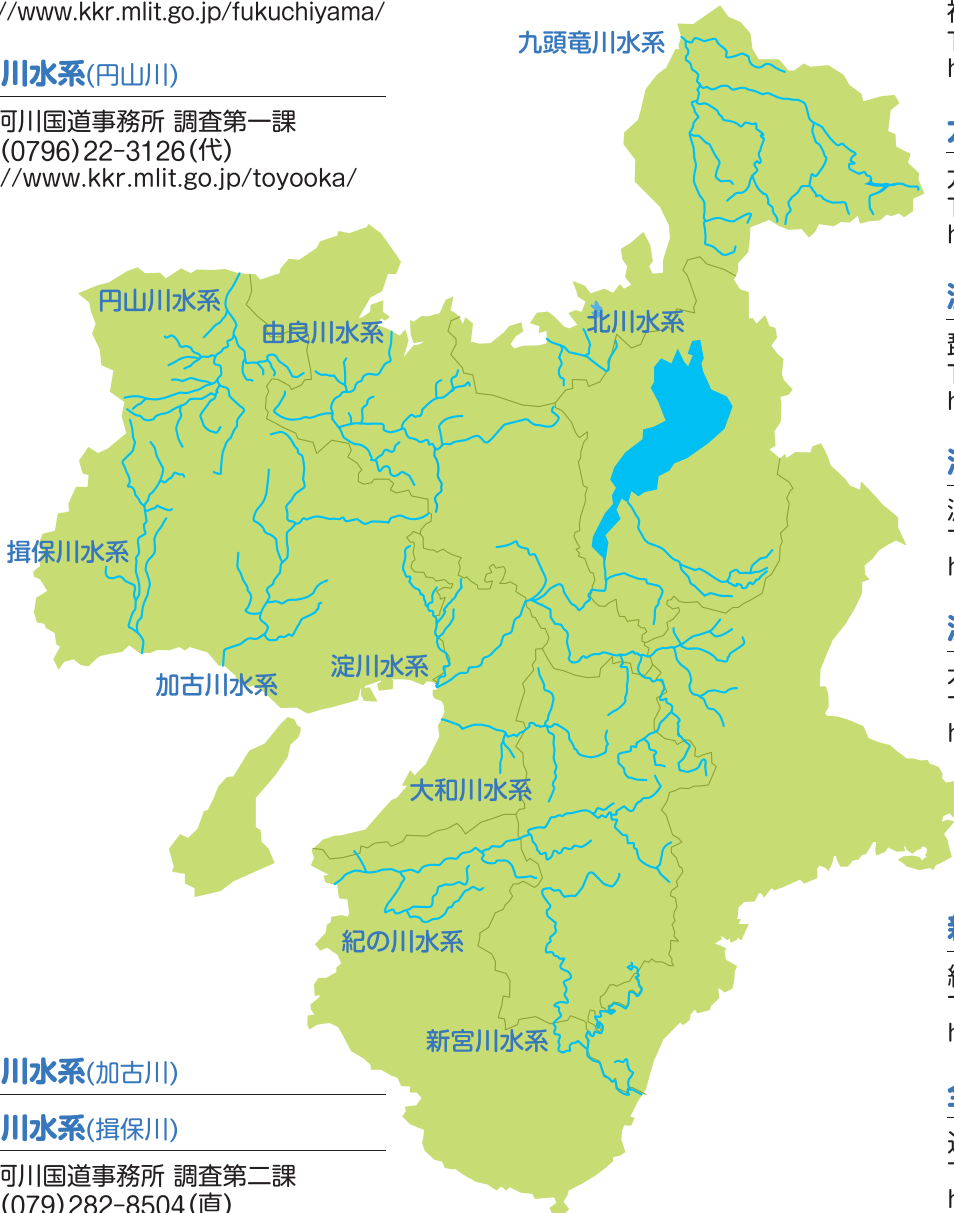 //www.kkr.mlit.go.jp/fukuchiyama/
川水系(円山川)
河川国道事務所 調査第一課
(0796)22-3126(代)
//www.kkr.mlit.go.jp/toyooka/
九頭竜川水系
円山川水系
由良川水系
北川水系
揖保川水系
淀川水系
加古川水系
大和川水系
紀の川水系
新宮川水系
川水系(加古川)
川水系(揖保川)
河川国道事務所 調査第二課
(079)282-8504(直)